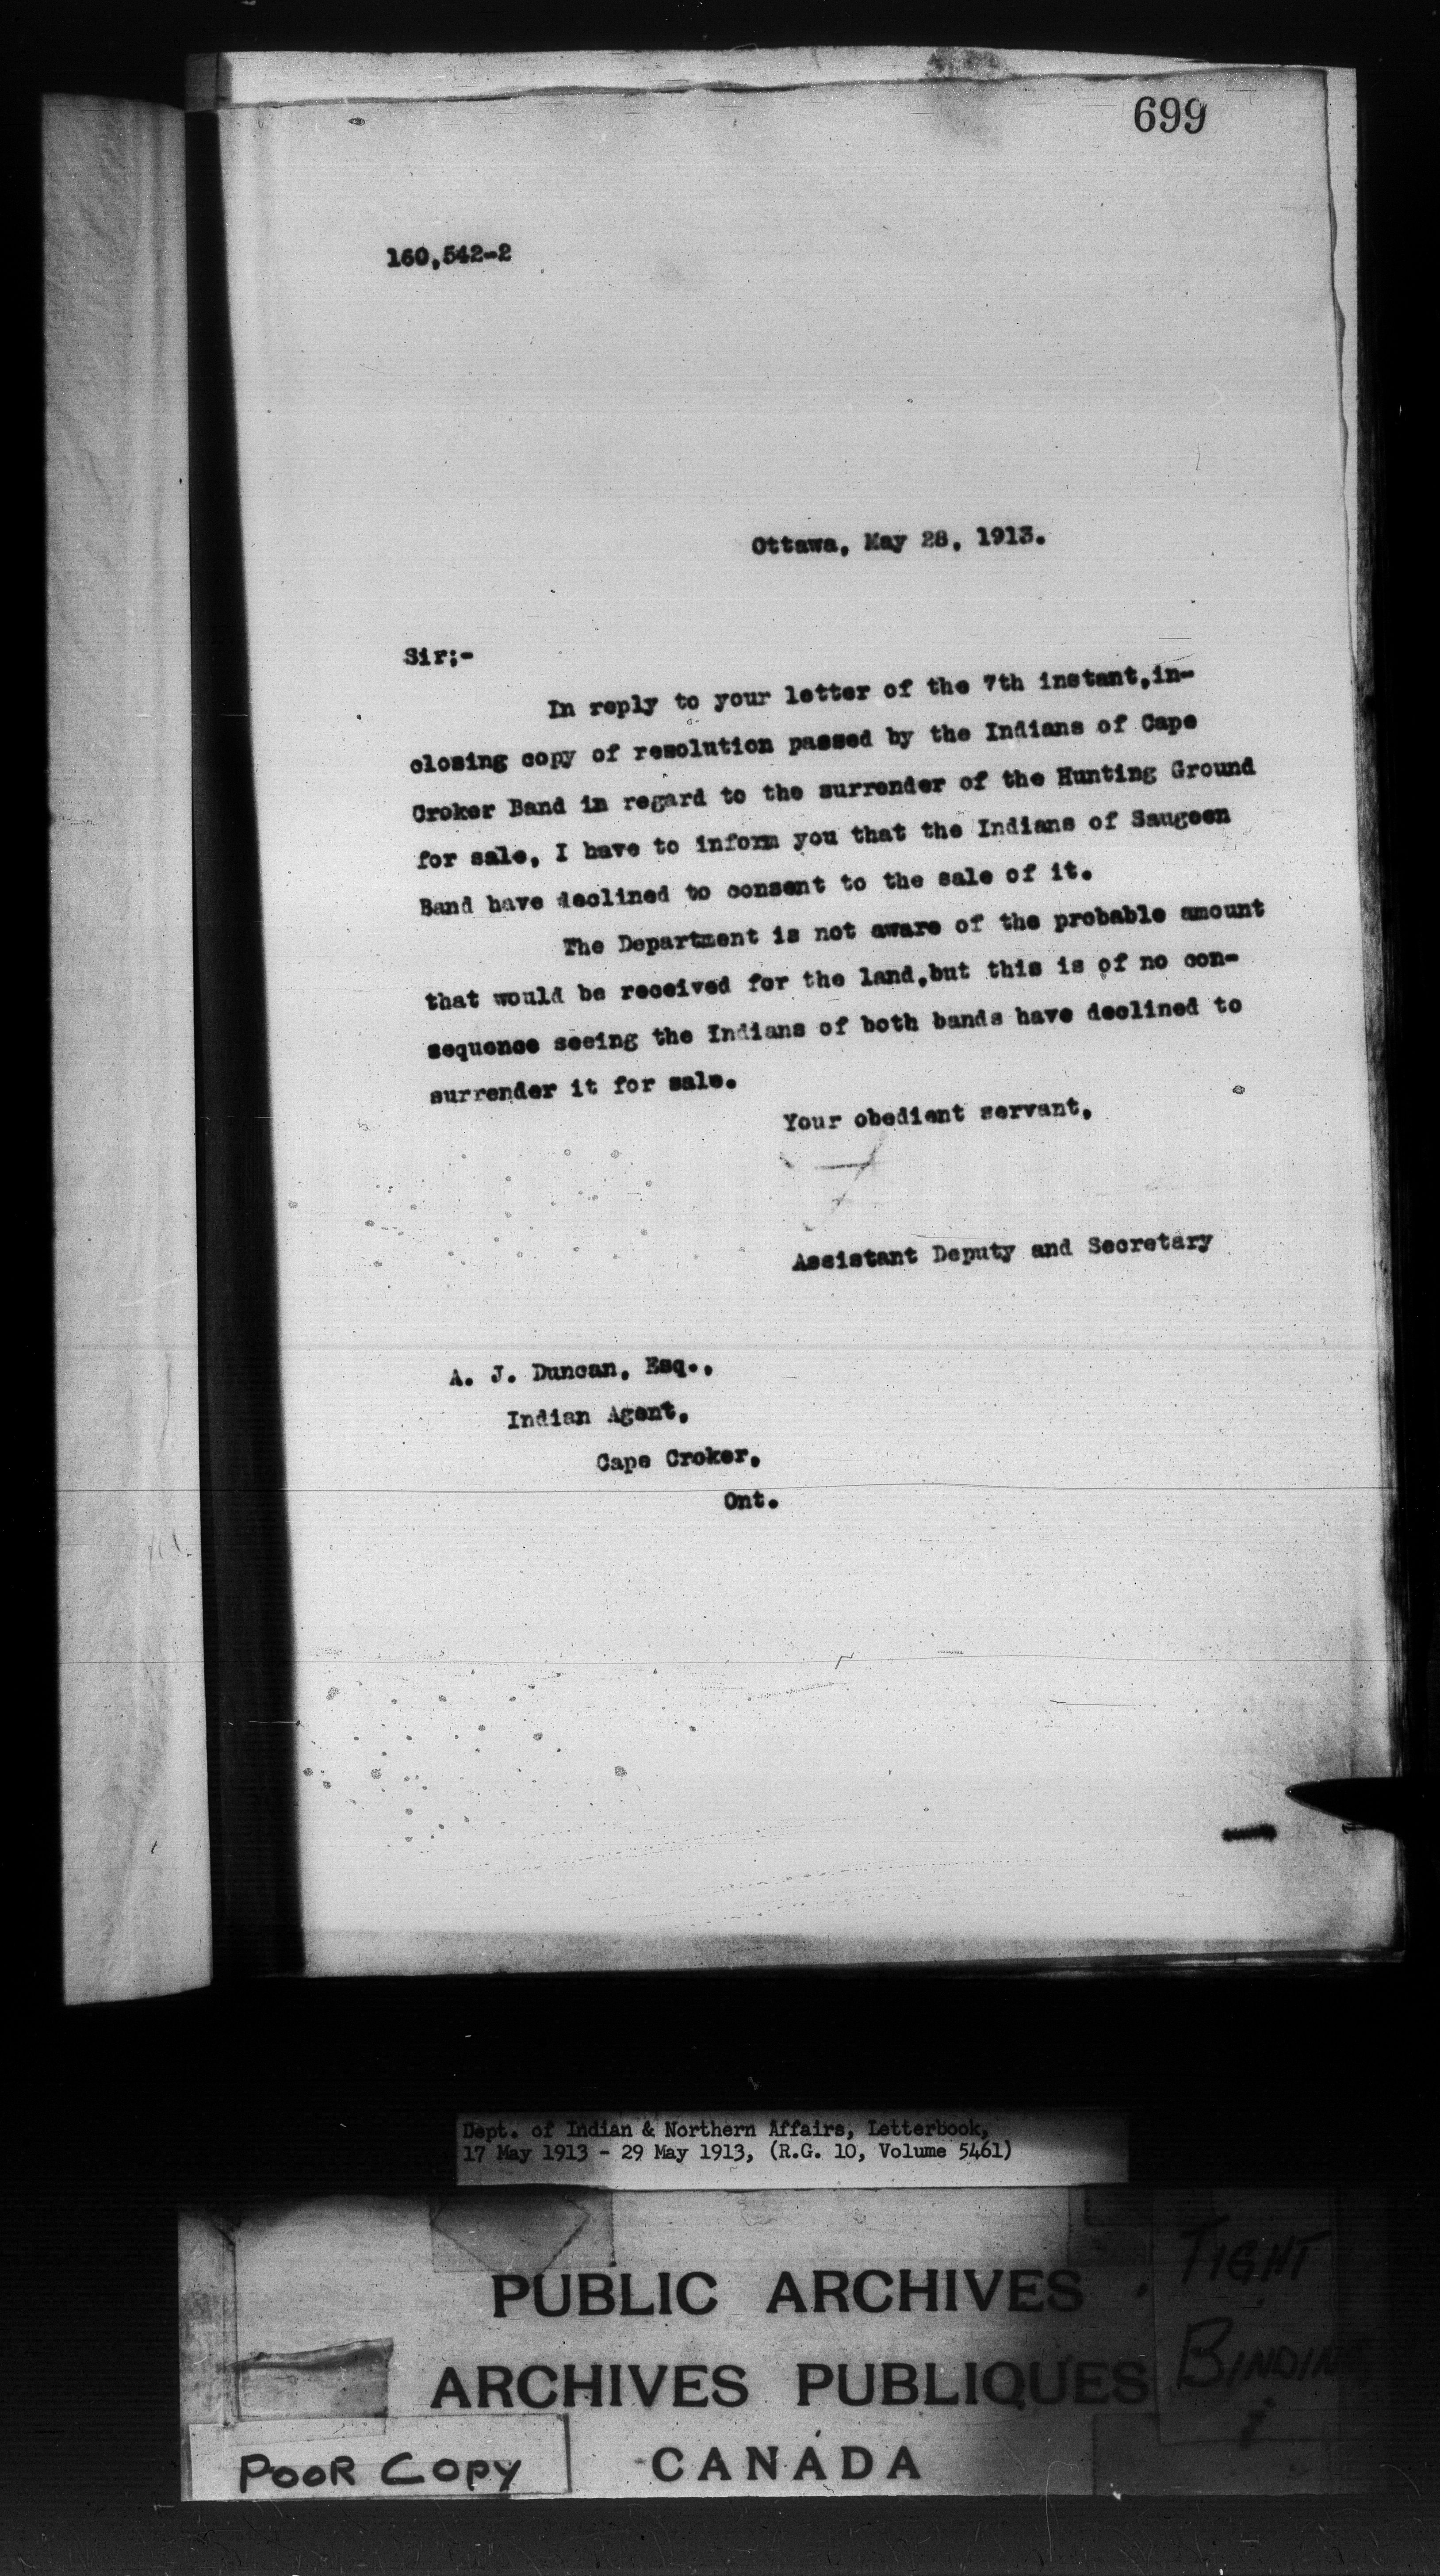 699
160,542-2
Ottawa, May 28, 1913.
Sir;-
In reply to your letter of the 7th instant,in-
closing copy of resolution passed by the Indians of Cape
Croker Band in regard to the surrender of the Hunting Ground
for sale, I have to inform you that the Indians of Saugeen
Band have declined to consent to the sale of it.
The Department is not aware of the probable amount
that would be received for the land,but this is of no con-
sequence seeing the Indians of both bands have declined to
surrender it for sale.
Your obedient servant,
Assistant Deputy and Secretary
A. J. Duncan, Esq.,
Indian Agent,
Cape Croker,
Ont.
Dept. of Indian & Northern Affairs, Letterbook,
17 May 1913 - 29 May 1913, (R.G. 10, Volume 5461)
PUBLIC ARCHIVES
ARCHIVES PUBLIQUES
CANADA
TIGHT
BINDING
POOR COPY